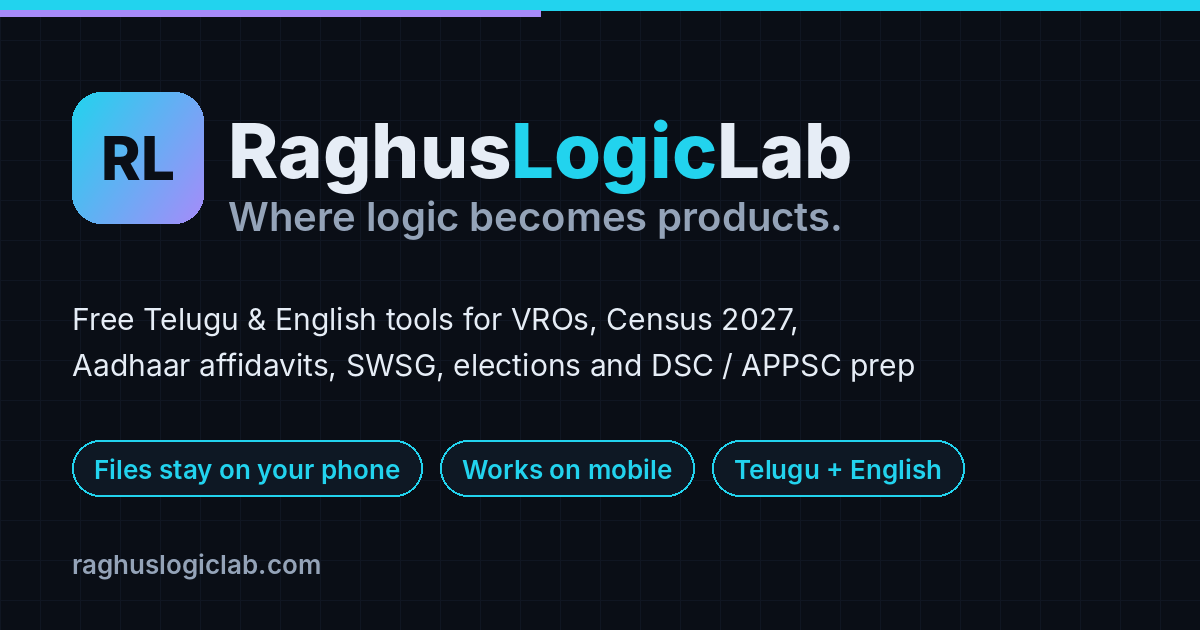 RL
RaghusLogicLab
Where logic becomes products.
Free Telugu & English tools for VROs, Census 2027,
Aadhaar affidavits, SWSG, elections and DSC / APPSC prep
Files stay on your phone
Works on mobile
Telugu + English
raghuslogiclab.com